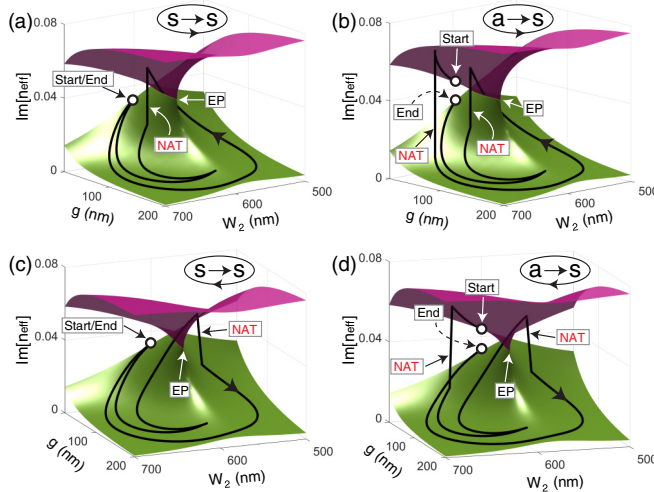 (a)
s→s
0.08
Im[neff]
Start/End
EP
0.04
NAT
0
100
g (nm)
200
700
600
500
W2 (nm)
(b)
a→s
0.08
Im[neff]
Start
EP
0.04
End
NAT
NAT
0
100
g (nm)
200
700
600
500
W2 (nm)
(c)
s→s
0.08
Im[neff]
Start/End
NAT
0.04
EP
0
100
g (nm)
200
700
600
500
W2 (nm)
(d)
a→s
0.08
Im[neff]
Start
End
NAT
0.04
NAT
EP
0
100
g (nm)
200
700
600
500
W2 (nm)